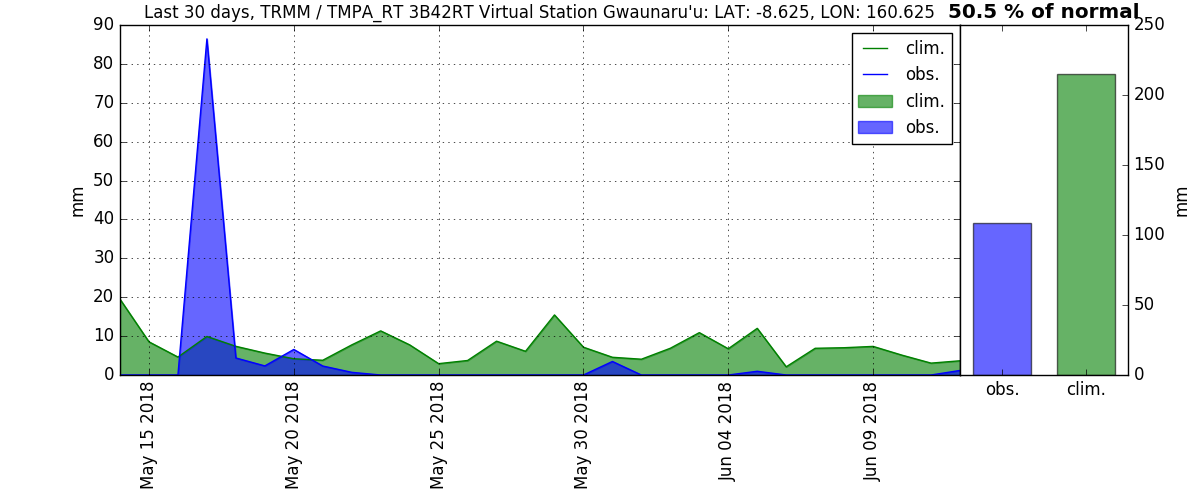 Last 30 days, TRMM / TMPA_RT 3B42RT Virtual Station Gwaunaru'u: LAT: -8.625, LON: 160.625
50.5 % of normal
90
80
70
60
50
40
30
20
10
0
mm
clim.
obs.
clim.
obs.
May 15 2018
May 20 2018
May 25 2018
May 30 2018
Jun 04 2018
Jun 09 2018
250
200
150
100
50
0
mm
obs.
clim.